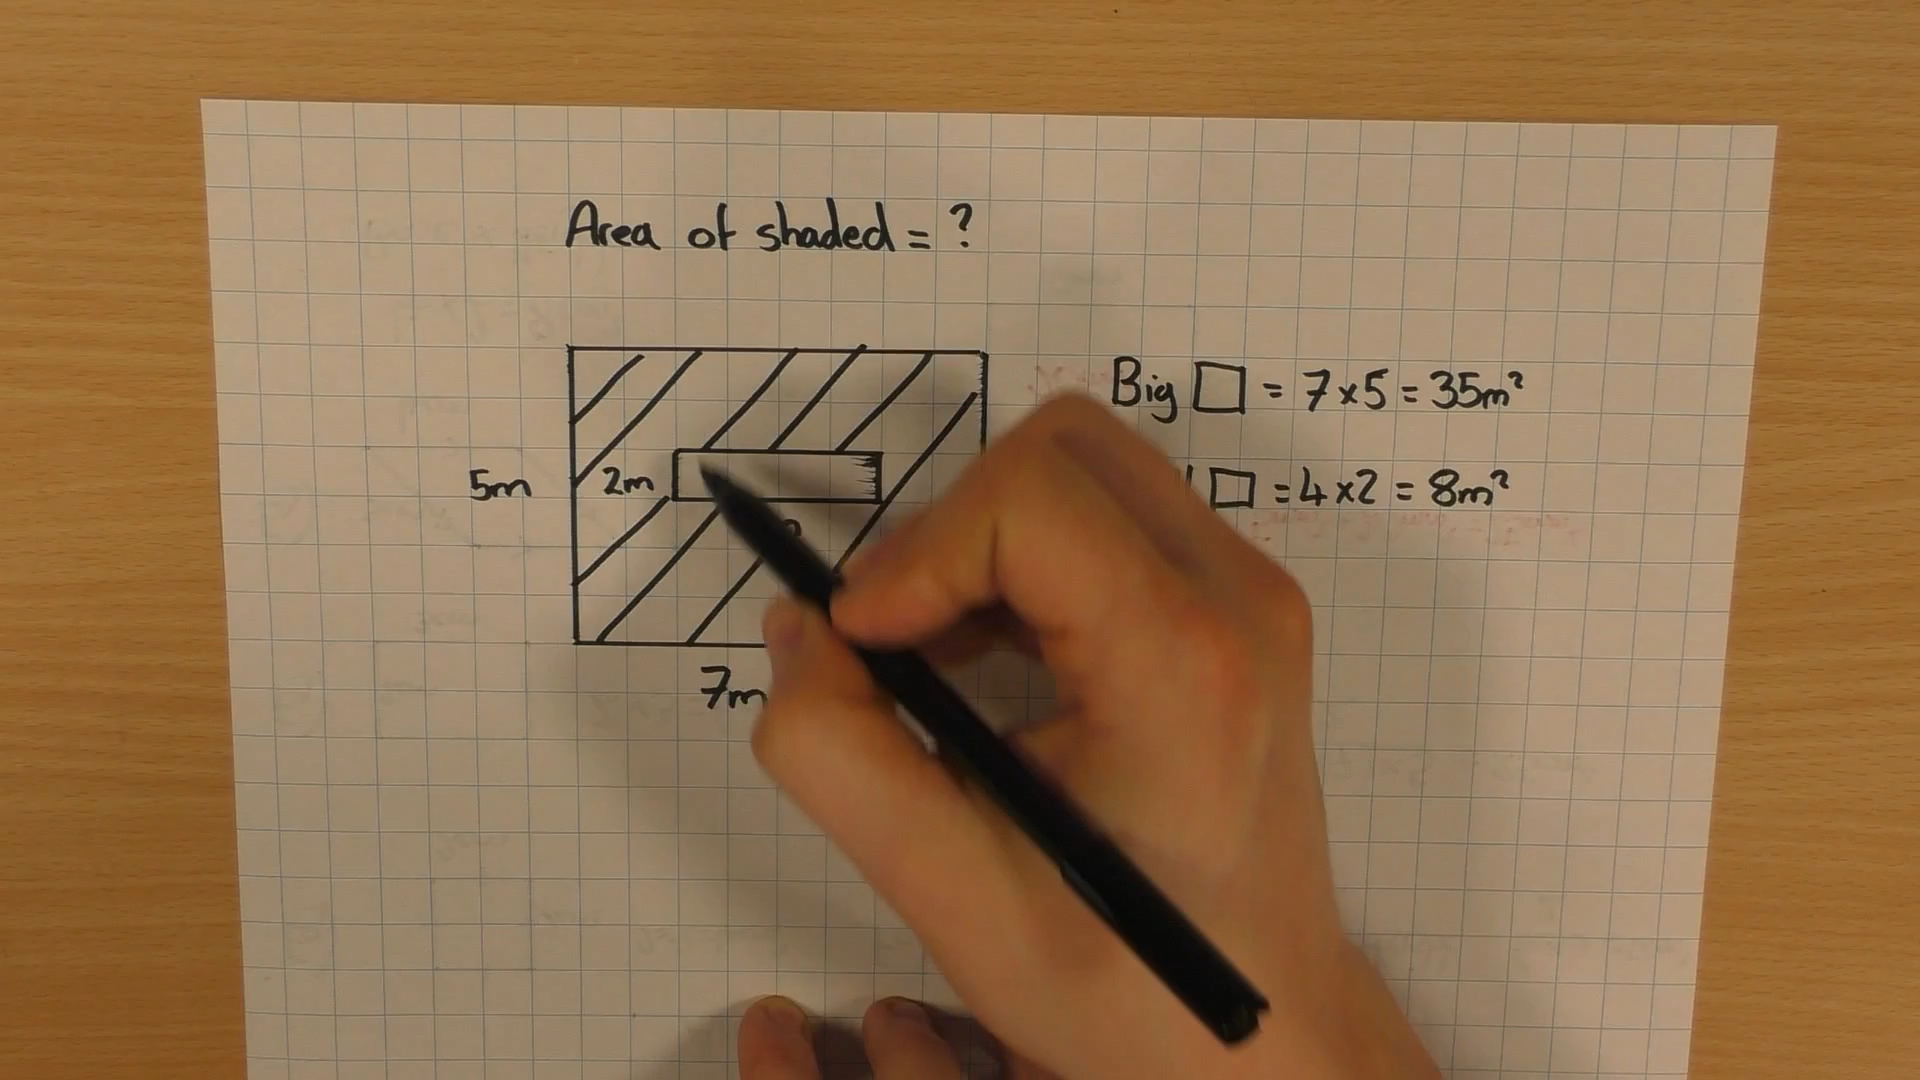 Area of shaded = ?
Big □ = 7×5 = 35m²
5m
2m
□ = 4×2 = 8m²
7m